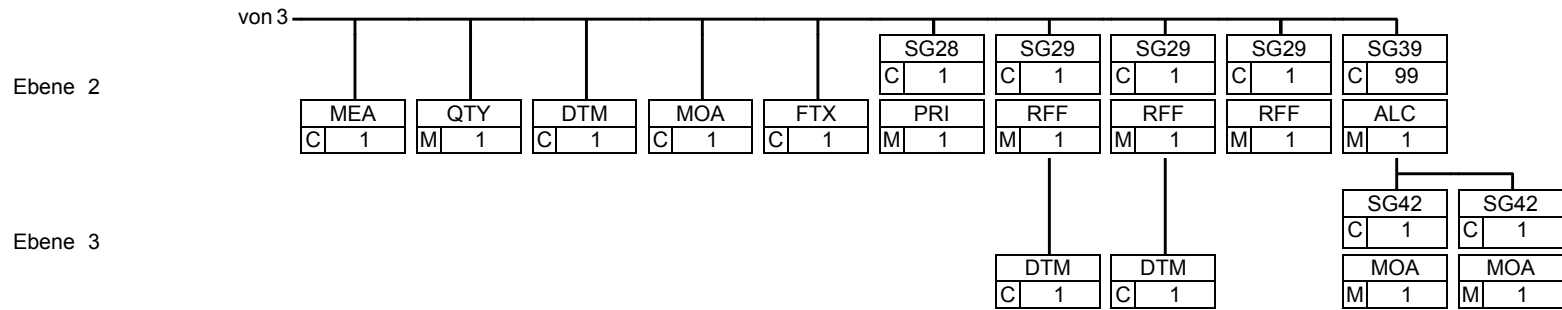 von 3
SG28 SG29 SG29 SG29 SG39
Ebene 2
C 1 C 1 C 1 C 1 C 99
MEA QTY DTM MOA FTX PRI RFF RFF RFF ALC
C 1 M 1 C 1 C 1 C 1 M 1 M 1 M 1 M 1 M 1
SG42 SG42
Ebene 3
C 1 C 1
DTM DTM MOA MOA
C 1 C 1 M 1 M 1